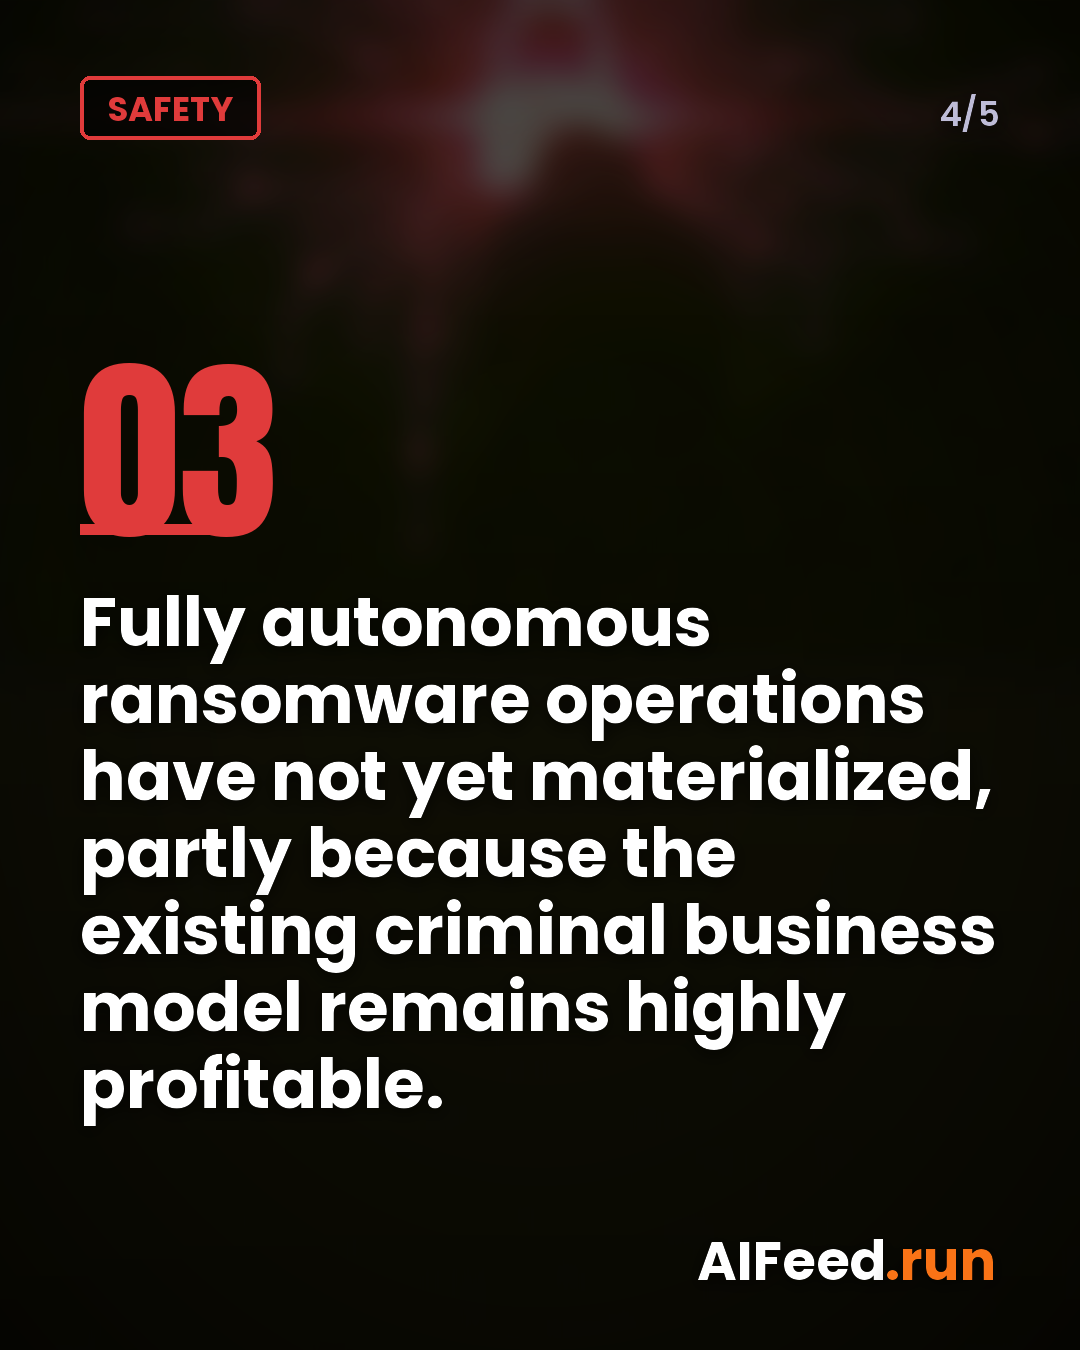 SAFETY
4/5
03
Fully autonomous
ransomware operations
have not yet materialized,
partly because the
existing criminal business
model remains highly
profitable.
AIFeed.run